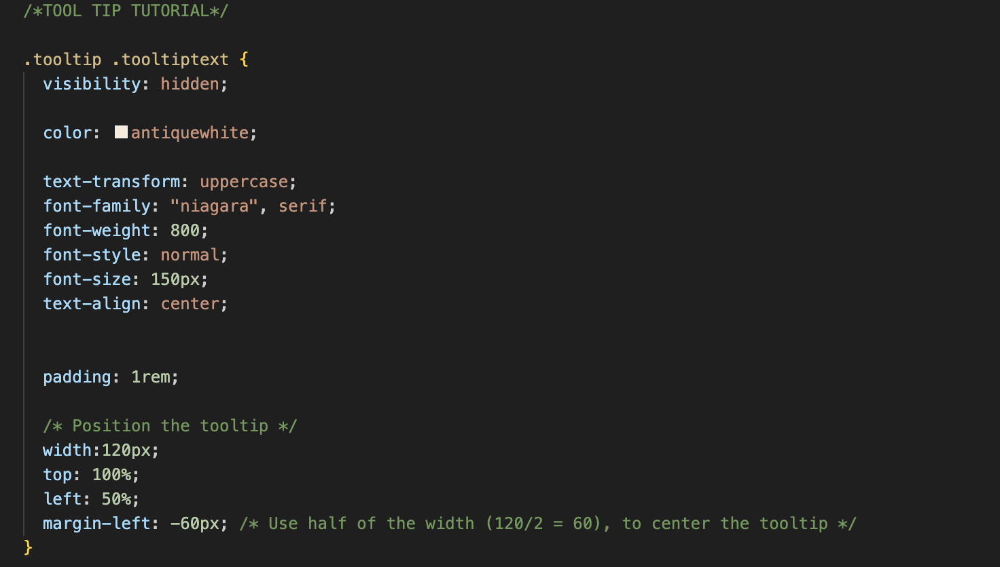 /*TOOL TIP TUTORIAL*/
.tooltip .tooltiptext {
visibility: hidden;
color: antiquewhite;
text-transform: uppercase;
font-family: "niagara", serif;
font-weight: 800;
font-style: normal;
font-size: 150px;
text-align: center;
padding: 1rem;
/* Position the tooltip */
width:120px;
top: 100%;
left: 50%;
margin-left: -60px; /* Use half of the width (120/2 = 60), to center the tooltip */
}